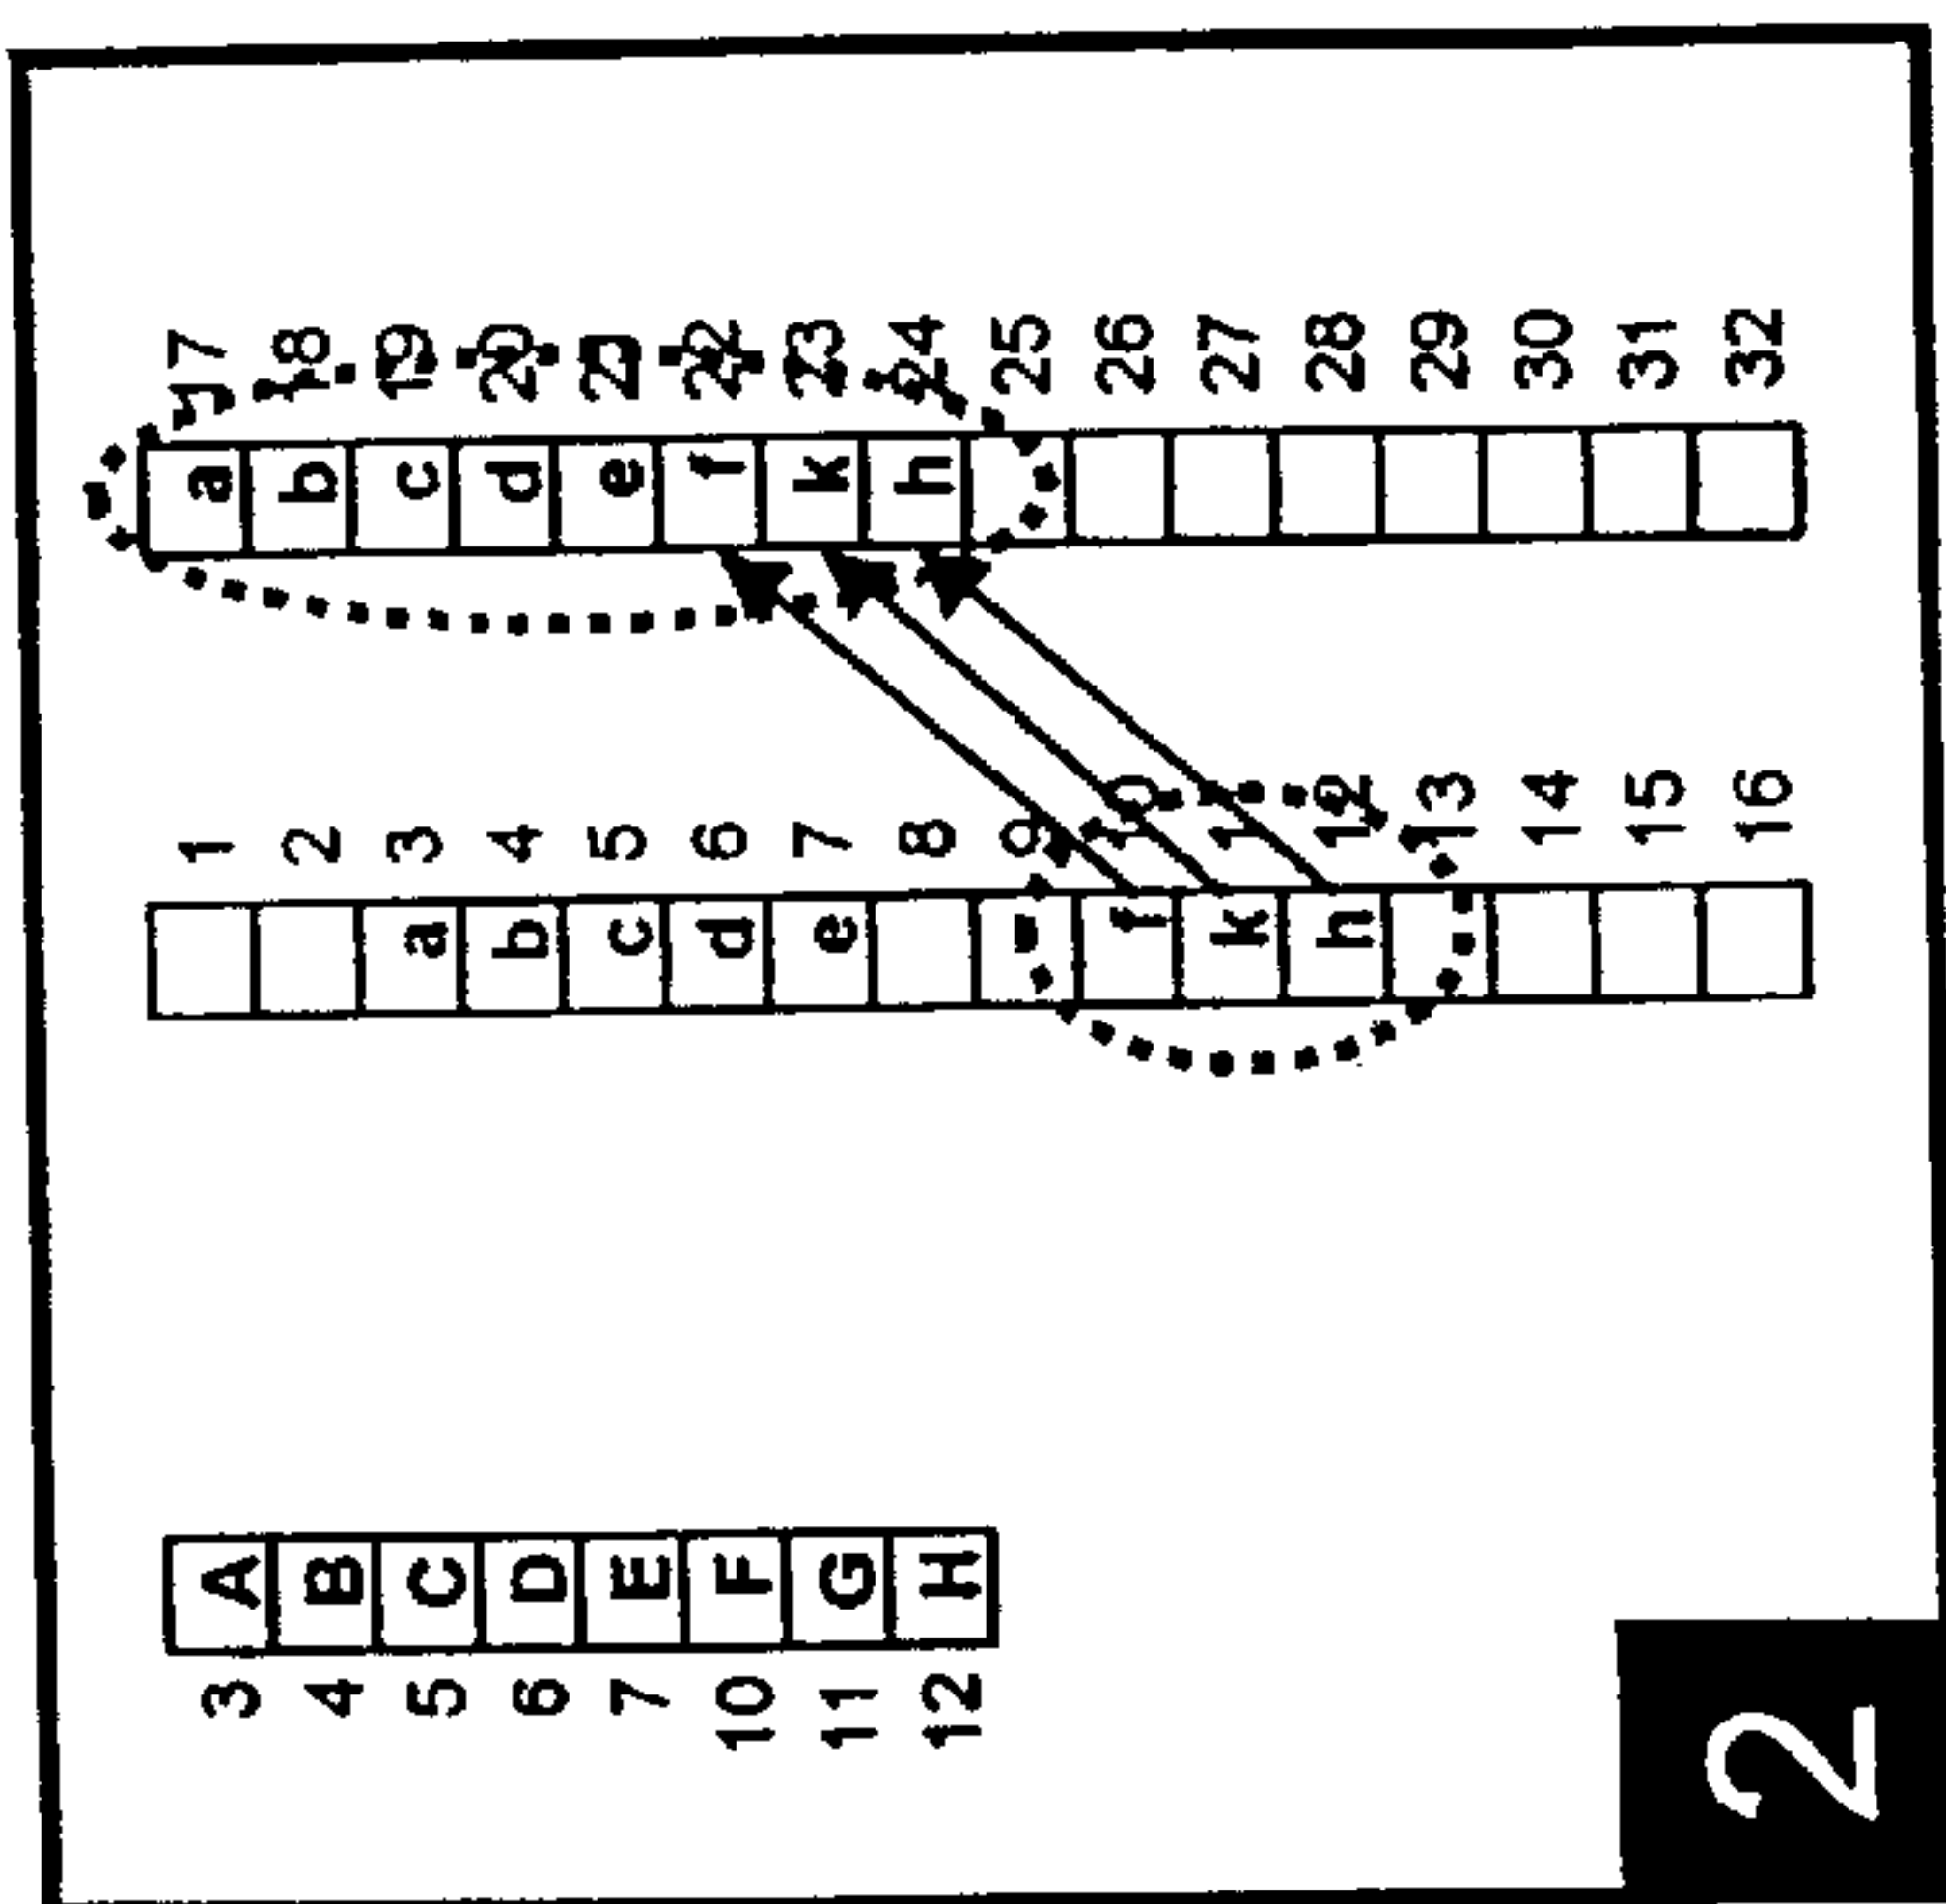 3 A 1 a 17
4 B 2 b 18
5 C a 3 c 19
6 D b 4 d 20
7 E c 5 e 21
10 F d 6 f 22
11 G e 7 k 23
12 H 8 h 24
9 25
f 10 26
k 11 27
h 12 28
13 29
14 30
15 31
16 32
2